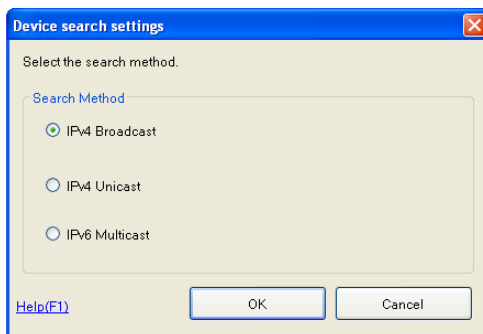 Device search settings
Select the search method.
Search Method
IPv4 Broadcast
IPv4 Unicast
IPv6 Multicast
Help(F1)
OK
Cancel